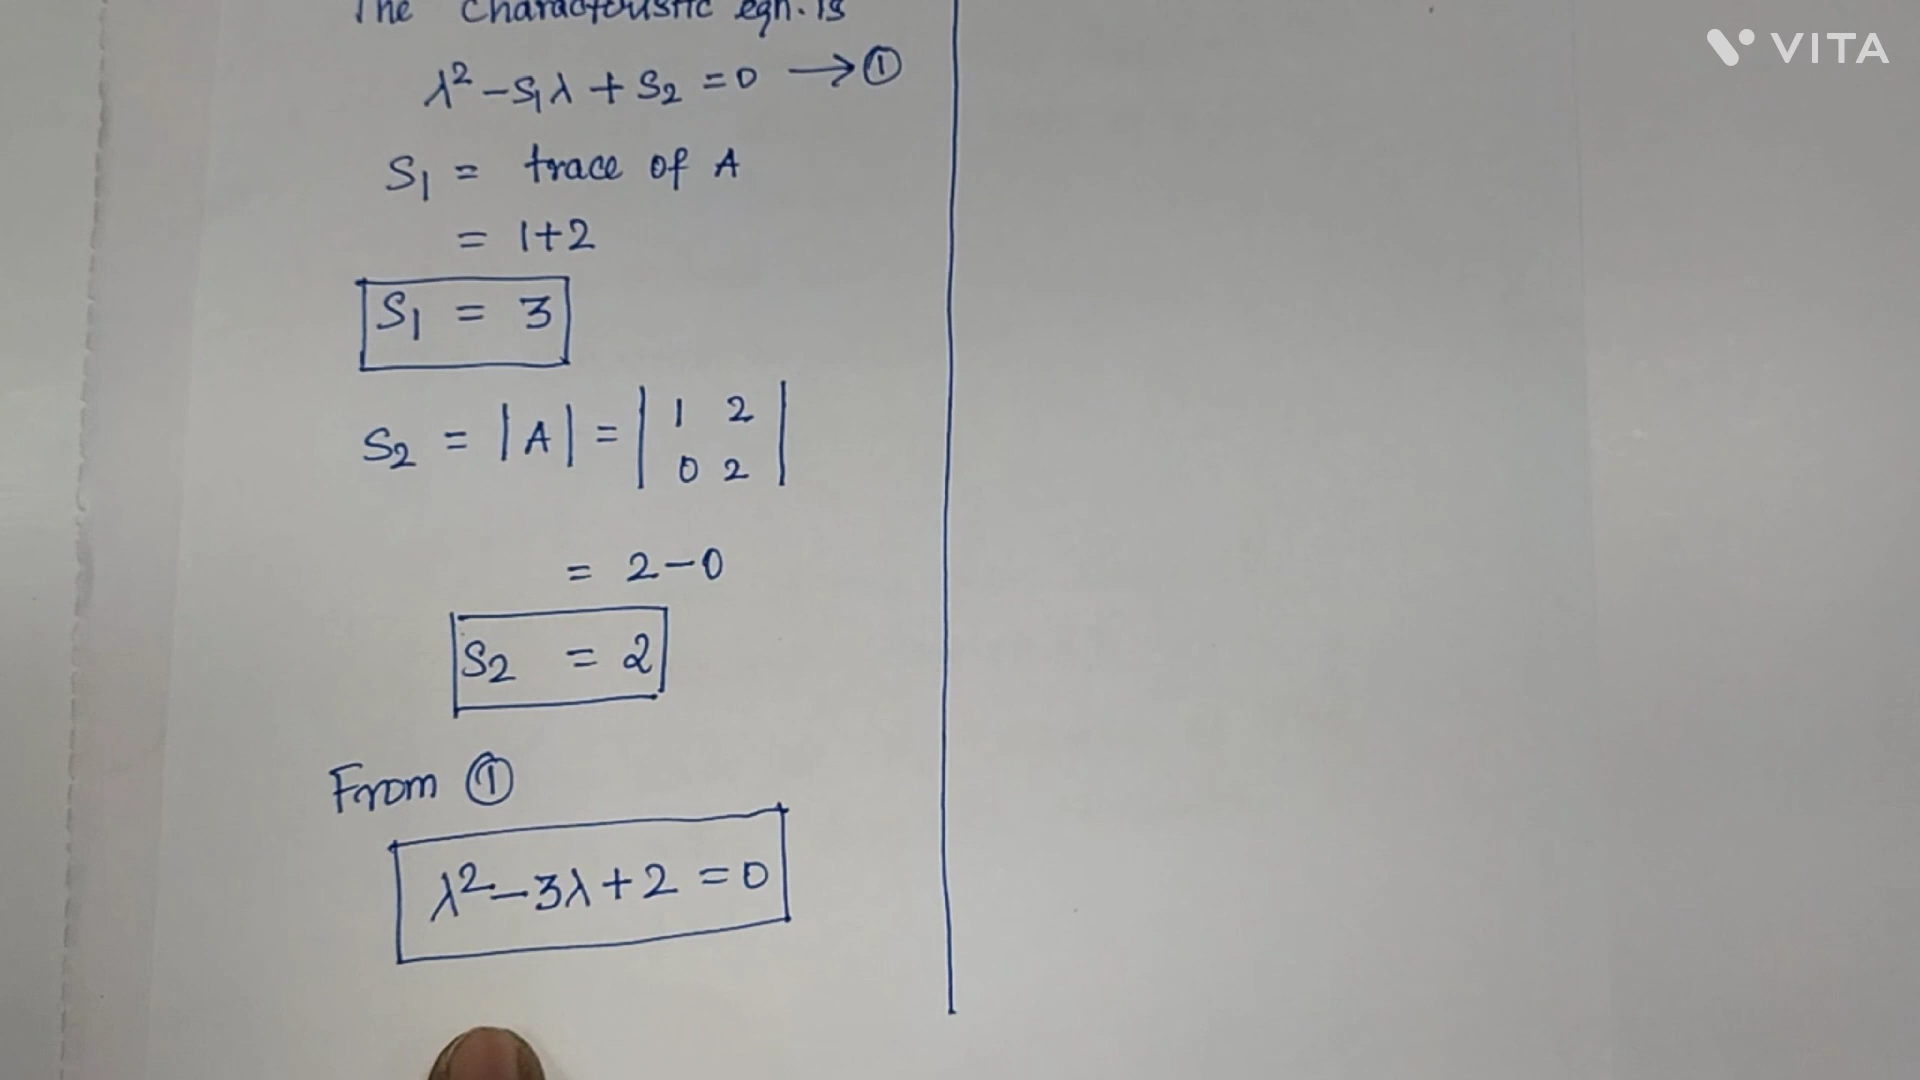 The characteristic eqn. is
λ² - S₁λ + S₂ = 0 → ①
S₁ = trace of A
= 1+2
S₁ = 3
S₂ = |A| = | 1 2 |
| 0 2 |
= 2-0
S₂ = 2
From ①
λ² - 3λ + 2 = 0
VITA